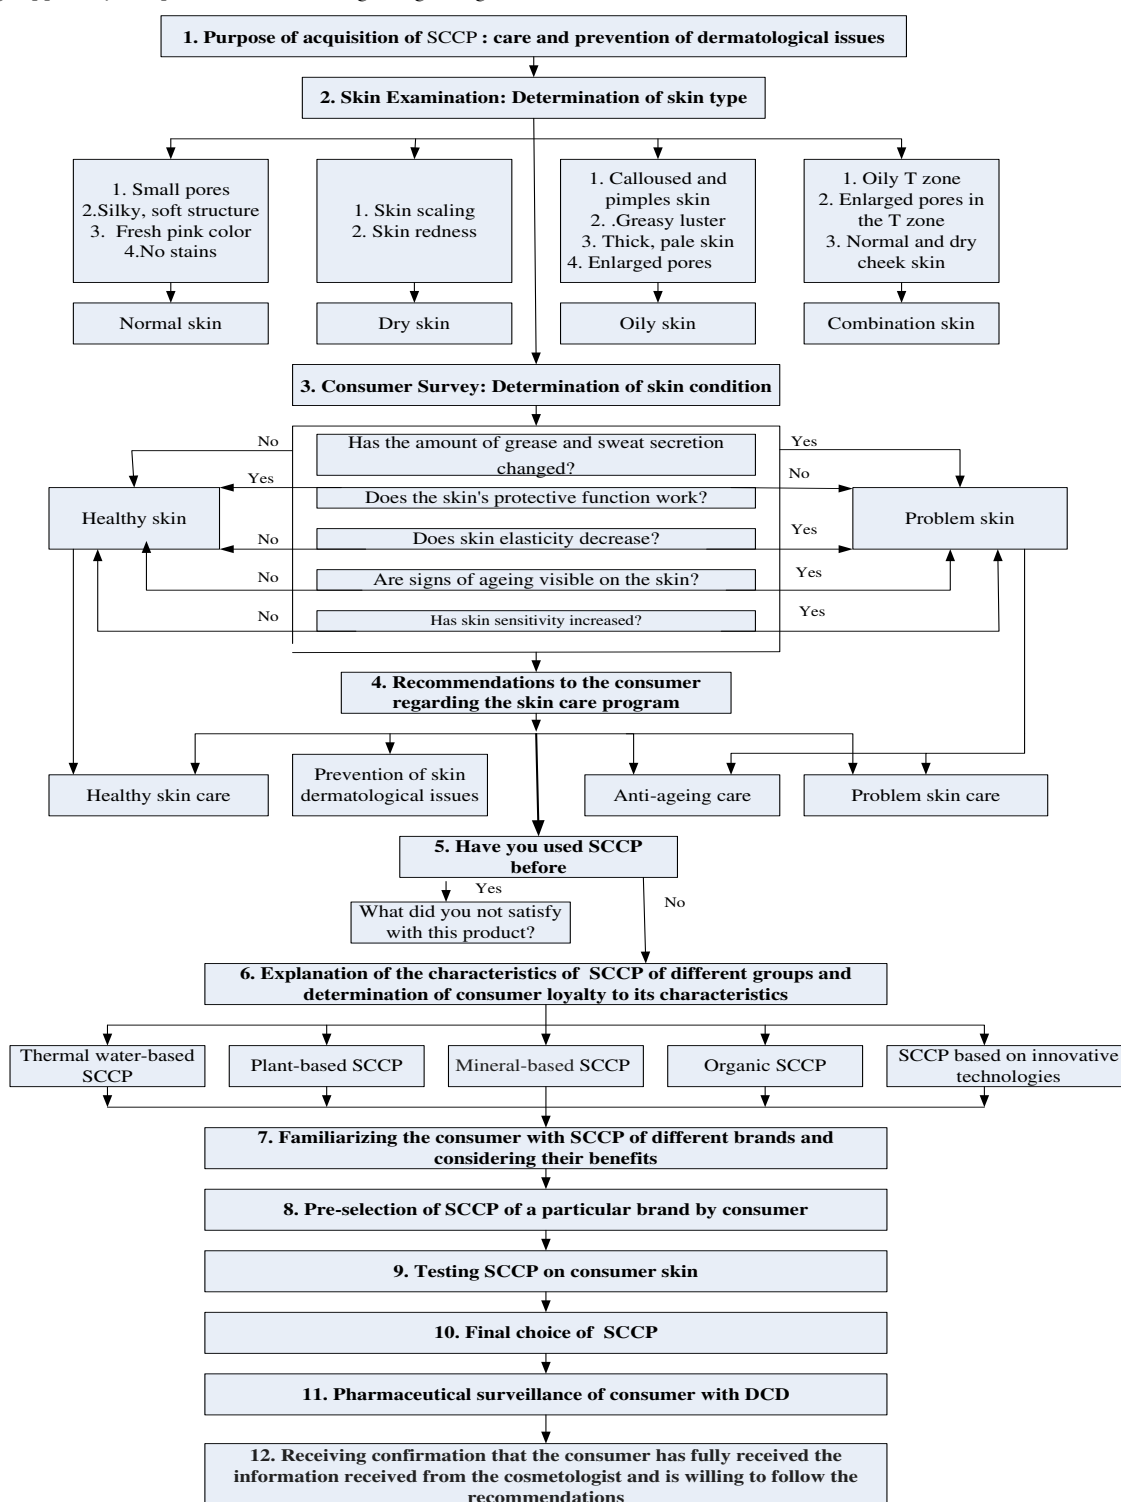 1. Purpose of acquisition of SCCP : care and prevention of dermatological issues
2. Skin Examination: Determination of skin type
1. Small pores
2.Silky, soft structure
3. Fresh pink color
4.No stains
1. Skin scaling
2. Skin redness
1. Calloused and
pimples skin
2. .Greasy luster
3. Thick, pale skin
4. Enlarged pores
1. Oily T zone
2. Enlarged pores in
the T zone
3. Normal and dry
cheek skin
Normal skin
Dry skin
Oily skin
Combination skin
3. Consumer Survey: Determination of skin condition
No
Has the amount of grease and sweat secretion
changed?
Yes
Yes
Does the skin's protective function work?
No
Healthy skin
Problem skin
No
Does skin elasticity decrease?
Yes
No
Are signs of ageing visible on the skin?
Yes
No
Has skin sensitivity increased?
Yes
4. Recommendations to the consumer
regarding the skin care program
Healthy skin care
Prevention of skin
dermatological issues
Anti-ageing care
Problem skin care
5. Have you used SCCP
before
Yes
No
What did you not satisfy
with this product?
6. Explanation of the characteristics of SCCP of different groups and
determination of consumer loyalty to its characteristics
Thermal water-based
SCCP
Plant-based SCCP
Mineral-based SCCP
Organic SCCP
SCCP based on innovative
technologies
7. Familiarizing the consumer with SCCP of different brands and
considering their benefits
8. Pre-selection of SCCP of a particular brand by consumer
9. Testing SCCP on consumer skin
10. Final choice of SCCP
11. Pharmaceutical surveillance of consumer with DCD
12. Receiving confirmation that the consumer has fully received the
information received from the cosmetologist and is willing to follow the
recommendations